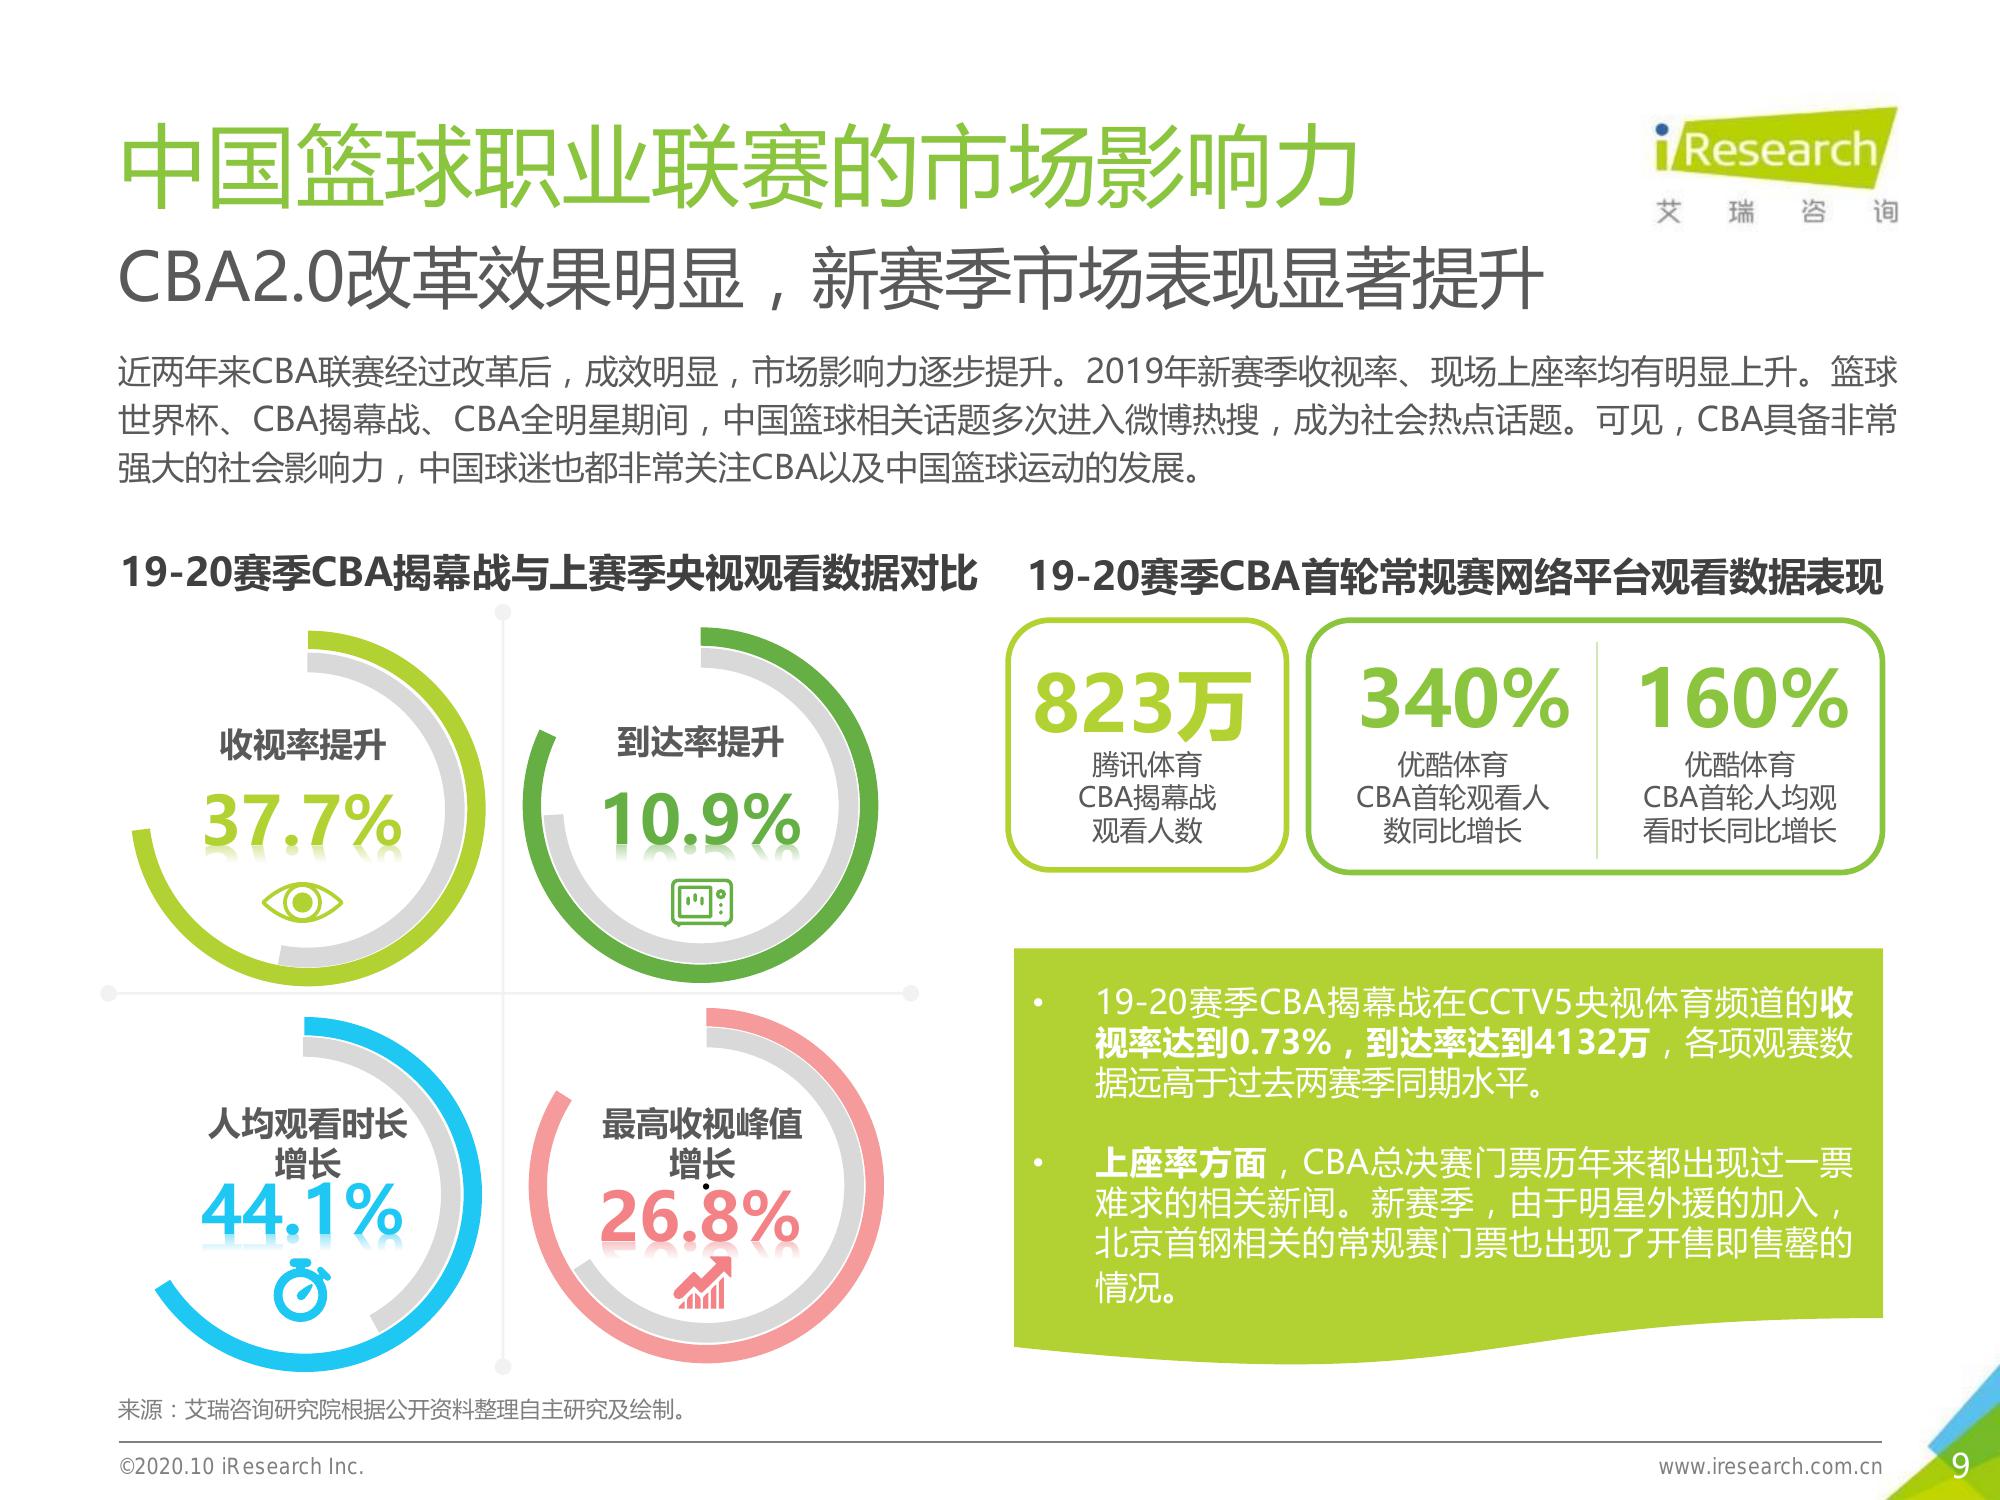 中国篮球职业联赛的市场影响力
iResearch
艾瑞咨询
CBA2.0改革效果明显，新赛季市场表现显著提升
近两年来CBA联赛经过改革后，成效明显，市场影响力逐步提升。2019年新赛季收视率、现场上座率均有明显上升。篮球
世界杯、CBA揭幕战、CBA全明星期间，中国篮球相关话题多次进入微博热搜，成为社会热点话题。可见，CBA具备非常
强大的社会影响力，中国球迷也都非常关注CBA以及中国篮球运动的发展。
19-20赛季CBA揭幕战与上赛季央视观看数据对比
收视率提升
37.7%
到达率提升
10.9%
人均观看时长
增长
44.1%
最高收视峰值
增长
26.8%
19-20赛季CBA首轮常规赛网络平台观看数据表现
823万
腾讯体育
CBA揭幕战
观看人数
340%
优酷体育
CBA首轮观看人
数同比增长
160%
优酷体育
CBA首轮人均观
看时长同比增长
• 19-20赛季CBA揭幕战在CCTV5央视体育频道的收
视率达到0.73%，到达率达到4132万，各项观赛数
据远高于过去两赛季同期水平。
• 上座率方面，CBA总决赛门票历年来都出现过一票
难求的相关新闻。新赛季，由于明星外援的加入，
北京首钢相关的常规赛门票也出现了开售即售罄的
情况。
来源：艾瑞咨询研究院根据公开资料整理自主研究及绘制。
©2020.10 iResearch Inc.
www.iresearch.com.cn
9